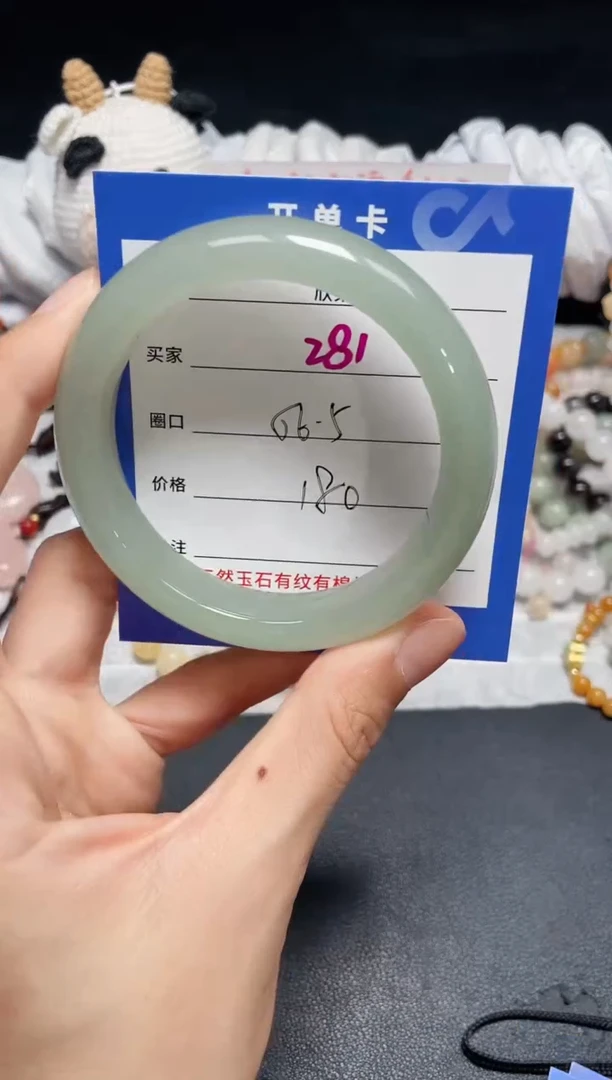 开单卡
买家 281
圈口 56.5
价格 180
注
然玉石有纹有棉